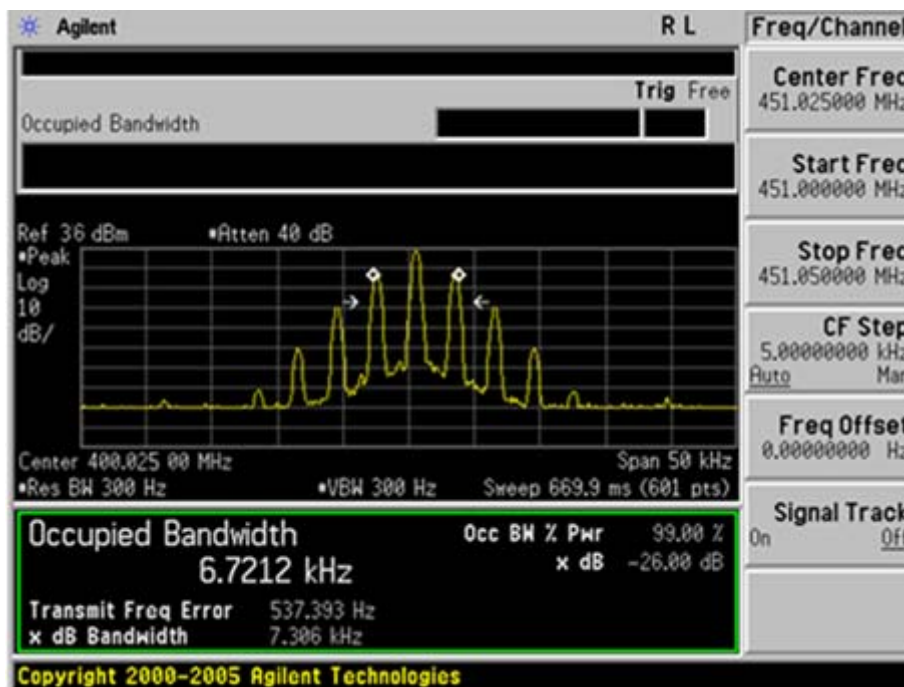 Agilent
R L
Freq/Channel
Trig Free
Occupied Bandwidth
Center Freq
451.025000 MHz
Start Freq
451.000000 MHz
Stop Freq
451.050000 MHz
CF Step
5.00000000 kHz
Auto Man
Freq Offset
0.00000000 Hz
Signal Track
On Off
Ref 36 dBm
*Atten 40 dB
*Peak
Log
10
dB/
Center 400.025 00 MHz
Span 50 kHz
*Res BW 300 Hz
*VBW 300 Hz
Sweep 669.9 ms (601 pts)
Occupied Bandwidth
6.7212 kHz
Occ BW % Pwr 99.00 %
x dB -26.00 dB
Transmit Freq Error 537.393 Hz
x dB Bandwidth 7.306 kHz
Copyright 2000-2005 Agilent Technologies